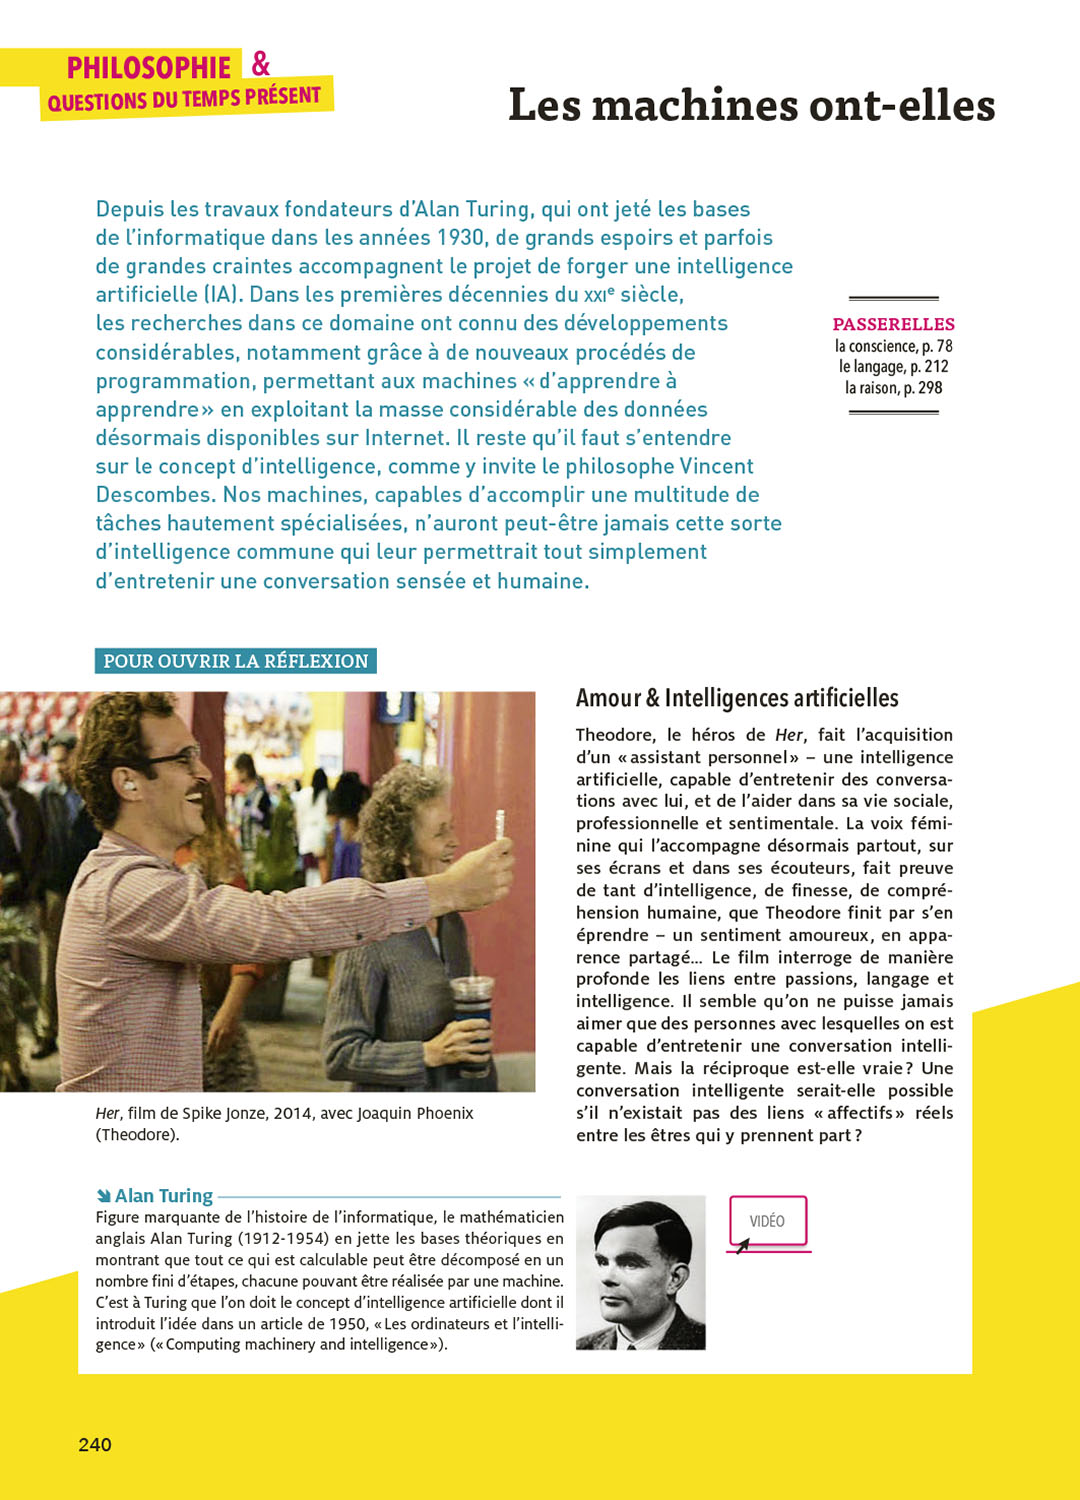 PHILOSOPHIE &
QUESTIONS DU TEMPS PRÉSENT
Les machines ont-elles
Depuis les travaux fondateurs d’Alan Turing, qui ont jeté les bases
de l’informatique dans les années 1930, de grands espoirs et parfois
de grandes craintes accompagnent le projet de forger une intelligence
artificielle (IA). Dans les premières décennies du XXIe siècle,
les recherches dans ce domaine ont connu des développements
considérables, notamment grâce à de nouveaux procédés de
programmation, permettant aux machines « d’apprendre à
apprendre » en exploitant la masse considérable des données
désormais disponibles sur Internet. Il reste qu’il faut s’entendre
sur le concept d’intelligence, comme y invite le philosophe Vincent
Descombes. Nos machines, capables d’accomplir une multitude de
tâches hautement spécialisées, n’auront peut-être jamais cette sorte
d’intelligence commune qui leur permettrait tout simplement
d’entretenir une conversation sensée et humaine.
PASSERELLES
la conscience, p. 78
le langage, p. 212
la raison, p. 298
POUR OUVRIR LA RÉFLEXION
Amour & Intelligences artificielles
Theodore, le héros de Her, fait l’acquisition
d’un « assistant personnel » – une intelligence
artificielle, capable d’entretenir des conversa-
tions avec lui, et de l’aider dans sa vie sociale,
professionnelle et sentimentale. La voix fémi-
nine qui l’accompagne désormais partout, sur
ses écrans et dans ses écouteurs, fait preuve
de tant d’intelligence, de finesse, de compré-
hension humaine, que Theodore finit par s’en
éprendre – un sentiment amoureux, en appa-
rence partagé... Le film interroge de manière
profonde les liens entre passions, langage et
intelligence. Il semble qu’on ne puisse jamais
aimer que des personnes avec lesquelles on est
capable d’entretenir une conversation intelli-
gente. Mais la réciproque est-elle vraie ? Une
conversation intelligente serait-elle possible
s’il n’existait pas des liens « affectifs » réels
entre les êtres qui y prennent part ?
Her, film de Spike Jonze, 2014, avec Joaquin Phoenix
(Theodore).
Alan Turing
Figure marquante de l’histoire de l’informatique, le mathématicien
anglais Alan Turing (1912-1954) en jette les bases théoriques en
montrant que tout ce qui est calculable peut être décomposé en un
nombre fini d’étapes, chacune pouvant être réalisée par une machine.
C’est à Turing que l’on doit le concept d’intelligence artificielle dont il
introduit l’idée dans un article de 1950, « Les ordinateurs et l’intelli-
gence » (« Computing machinery and intelligence »).
VIDÉO
240